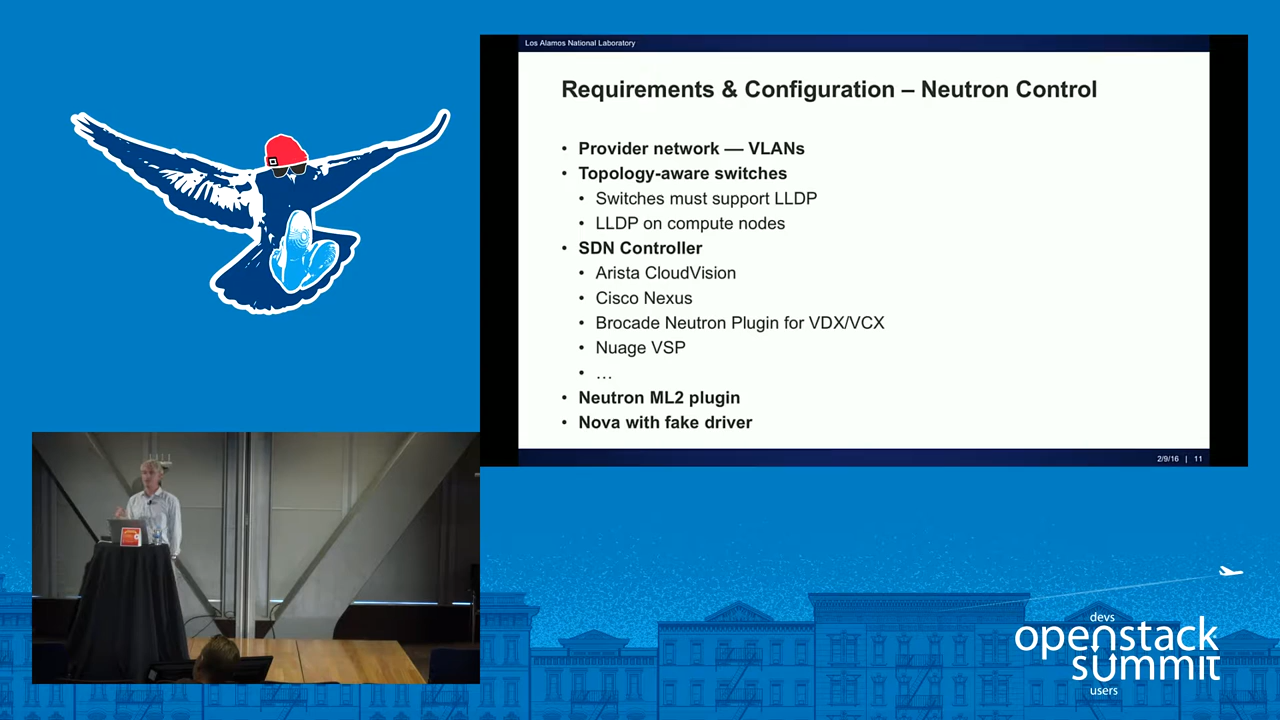 Los Alamos National Laboratory
Requirements & Configuration – Neutron Control
• Provider network — VLANs
• Topology-aware switches
• Switches must support LLDP
• LLDP on compute nodes
• SDN Controller
• Arista CloudVision
• Cisco Nexus
• Brocade Neutron Plugin for VDX/VCX
• Nuage VSP
• …
• Neutron ML2 plugin
• Nova with fake driver
2/9/16 | 11
devs
openstack
summit
users